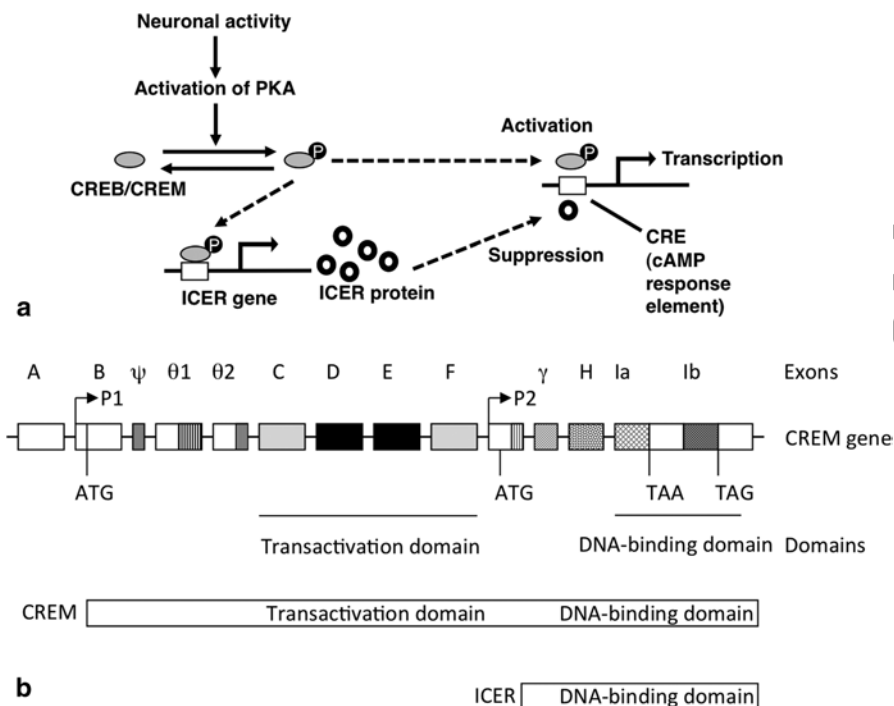 Neuronal activity
Activation of PKA
P
CREB/CREM
Activation
P
Transcription
P
ICER gene
ICER protein
Suppression
CRE
(cAMP
response
element)
a
A B ψ θ1 θ2 C D E F γ H Ia Ib Exons
P1 P2
CREM gene
ATG ATG TAA TAG
Transactivation domain DNA-binding domain Domains
CREM Transactivation domain DNA-binding domain
b
ICER DNA-binding domain